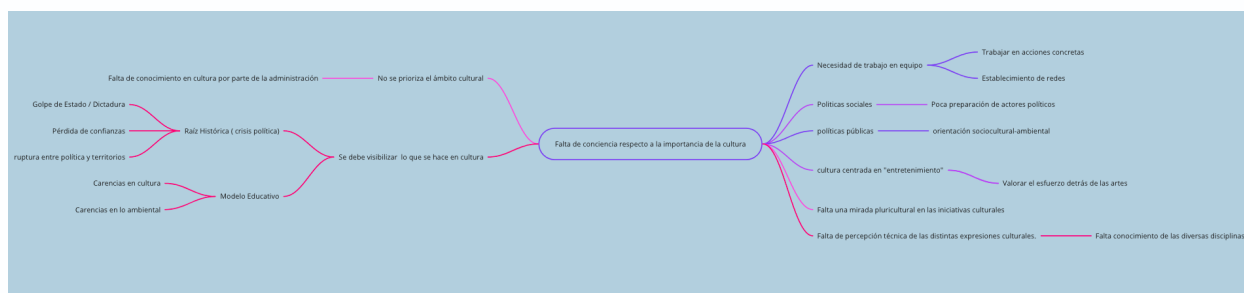 Falta de conciencia respecto a la importancia de la cultura
No se prioriza el ámbito cultural
Falta de conocimiento en cultura por parte de la administración
Se debe visibilizar lo que se hace en cultura
Raíz Histórica ( crisis política)
Golpe de Estado / Dictadura
Pérdida de confianzas
ruptura entre política y territorios
Modelo Educativo
Carencias en cultura
Carencias en lo ambiental
Necesidad de trabajo en equipo
Trabajar en acciones concretas
Establecimiento de redes
Politicas sociales
Poca preparación de actores políticos
políticas públicas
orientación sociocultural-ambiental
cultura centrada en "entretenimiento"
Valorar el esfuerzo detrás de las artes
Falta una mirada pluricultural en las iniciativas culturales
Falta de percepción técnica de las distintas expresiones culturales.
Falta conocimiento de las diversas disciplinas